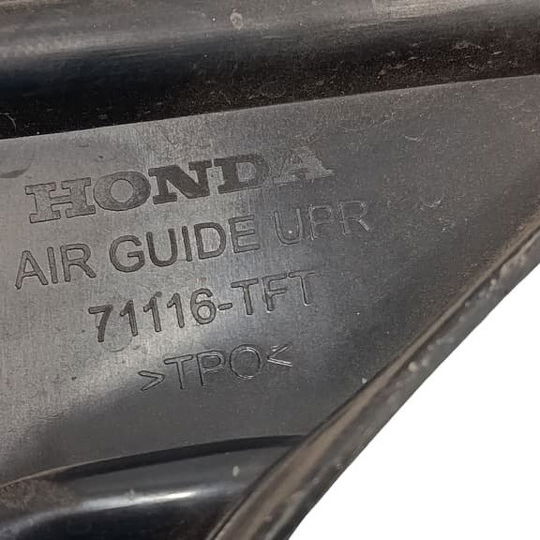 HONDA
AIR GUIDE UPR
71116-TFT
>TPO<